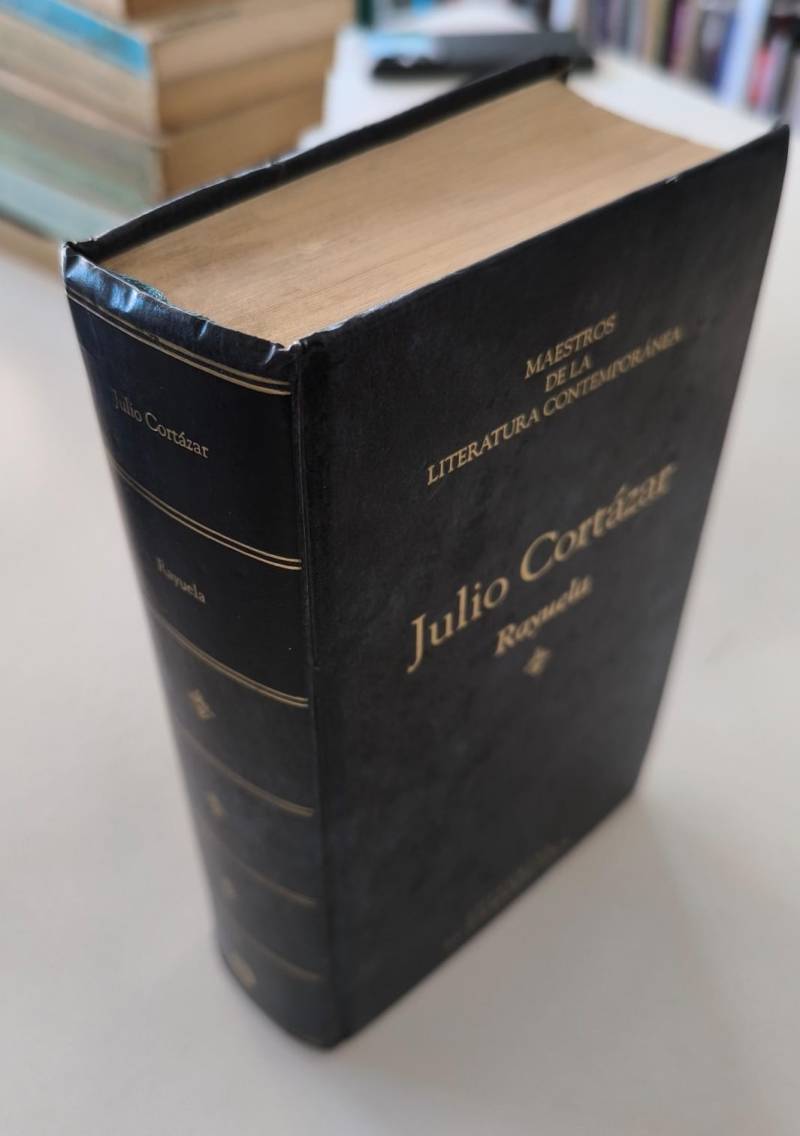 Julio Cortázar
Rayuela
MAESTROS
DE LA
LITERATURA CONTEMPORÁNEA
Julio Cortázar
Rayuela